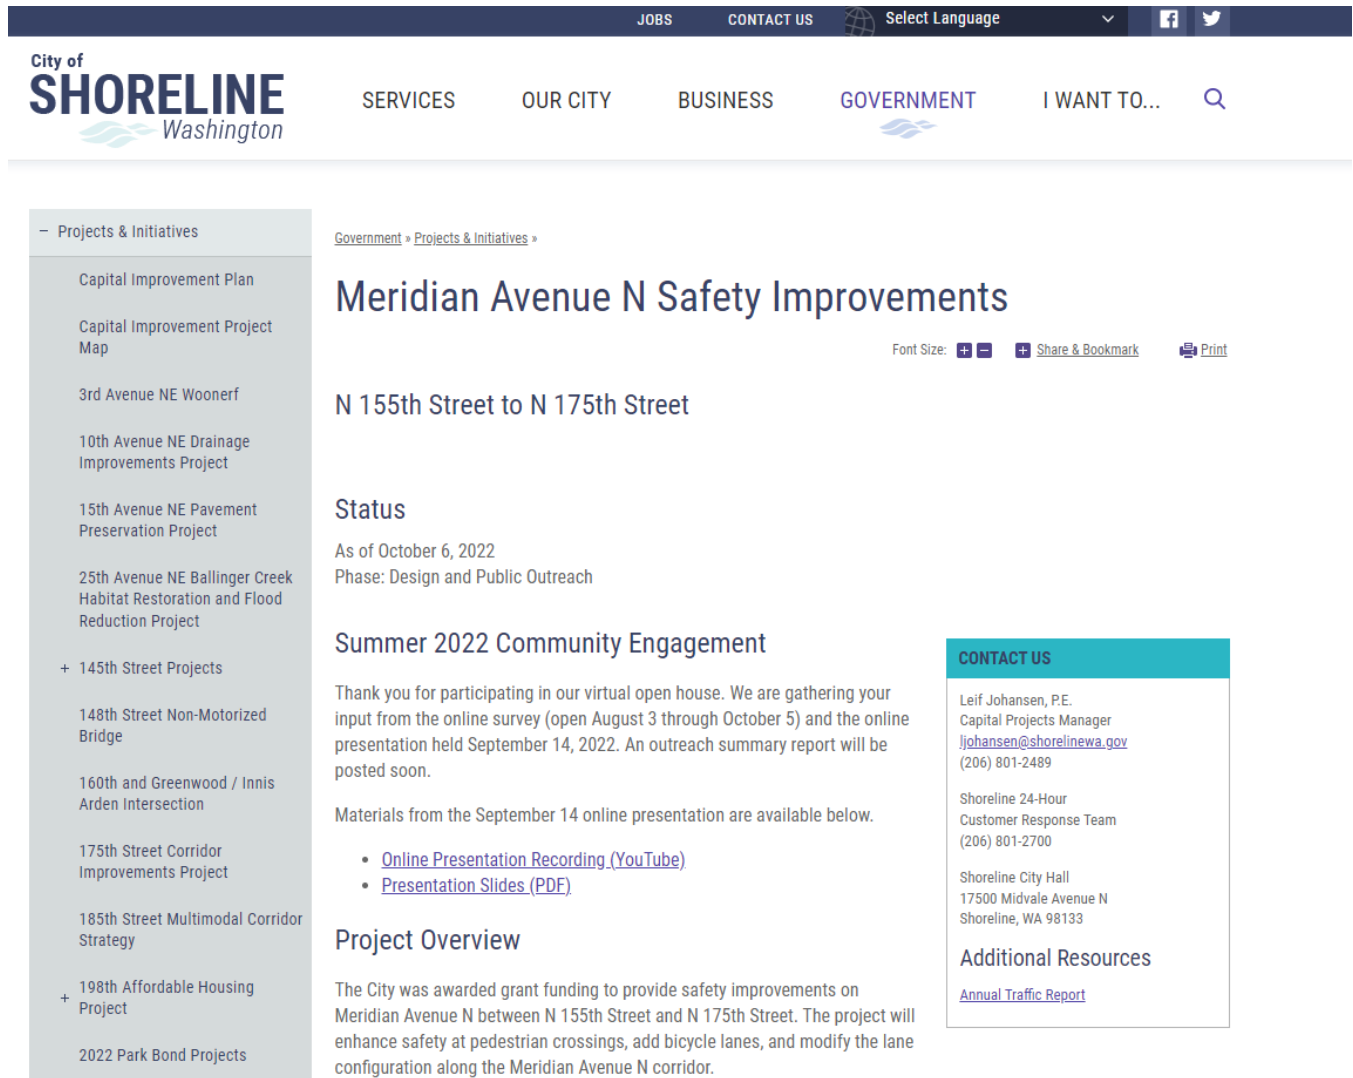 JOBS CONTACT US Select Language
City of
SHORELINE
Washington
SERVICES OUR CITY BUSINESS GOVERNMENT I WANT TO...
Projects & Initiatives
Capital Improvement Plan
Capital Improvement Project
Map
3rd Avenue NE Woonerf
10th Avenue NE Drainage
Improvements Project
15th Avenue NE Pavement
Preservation Project
25th Avenue NE Ballinger Creek
Habitat Restoration and Flood
Reduction Project
+ 145th Street Projects
148th Street Non-Motorized
Bridge
160th and Greenwood / Innis
Arden Intersection
175th Street Corridor
Improvements Project
185th Street Multimodal Corridor
Strategy
+ 198th Affordable Housing
Project
2022 Park Bond Projects
Government » Projects & Initiatives »
Meridian Avenue N Safety Improvements
Font Size: + − + Share & Bookmark Print
N 155th Street to N 175th Street
Status
As of October 6, 2022
Phase: Design and Public Outreach
Summer 2022 Community Engagement
Thank you for participating in our virtual open house. We are gathering your
input from the online survey (open August 3 through October 5) and the online
presentation held September 14, 2022. An outreach summary report will be
posted soon.
Materials from the September 14 online presentation are available below.
• Online Presentation Recording (YouTube)
• Presentation Slides (PDF)
Project Overview
The City was awarded grant funding to provide safety improvements on
Meridian Avenue N between N 155th Street and N 175th Street. The project will
enhance safety at pedestrian crossings, add bicycle lanes, and modify the lane
configuration along the Meridian Avenue N corridor.
CONTACT US
Leif Johansen, P.E.
Capital Projects Manager
ljohansen@shorelinewa.gov
(206) 801-2489
Shoreline 24-Hour
Customer Response Team
(206) 801-2700
Shoreline City Hall
17500 Midvale Avenue N
Shoreline, WA 98133
Additional Resources
Annual Traffic Report